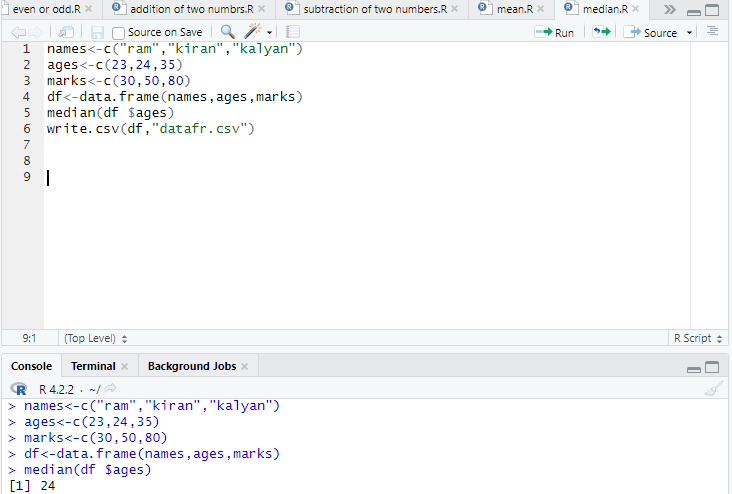 even or odd.R × addition of two numbrs.R × subtraction of two numbers.R × mean.R × median.R ×
Source on Save Run Source
1 names<-c("ram","kiran","kalyan")
2 ages<-c(23,24,35)
3 marks<-c(30,50,80)
4 df<-data.frame(names,ages,marks)
5 median(df $ages)
6 write.csv(df,"datafr.csv")
7
8
9
9:1 (Top Level) R Script
Console Terminal × Background Jobs ×
R R 4.2.2 · ~/
> names<-c("ram","kiran","kalyan")
> ages<-c(23,24,35)
> marks<-c(30,50,80)
> df<-data.frame(names,ages,marks)
> median(df $ages)
[1] 24